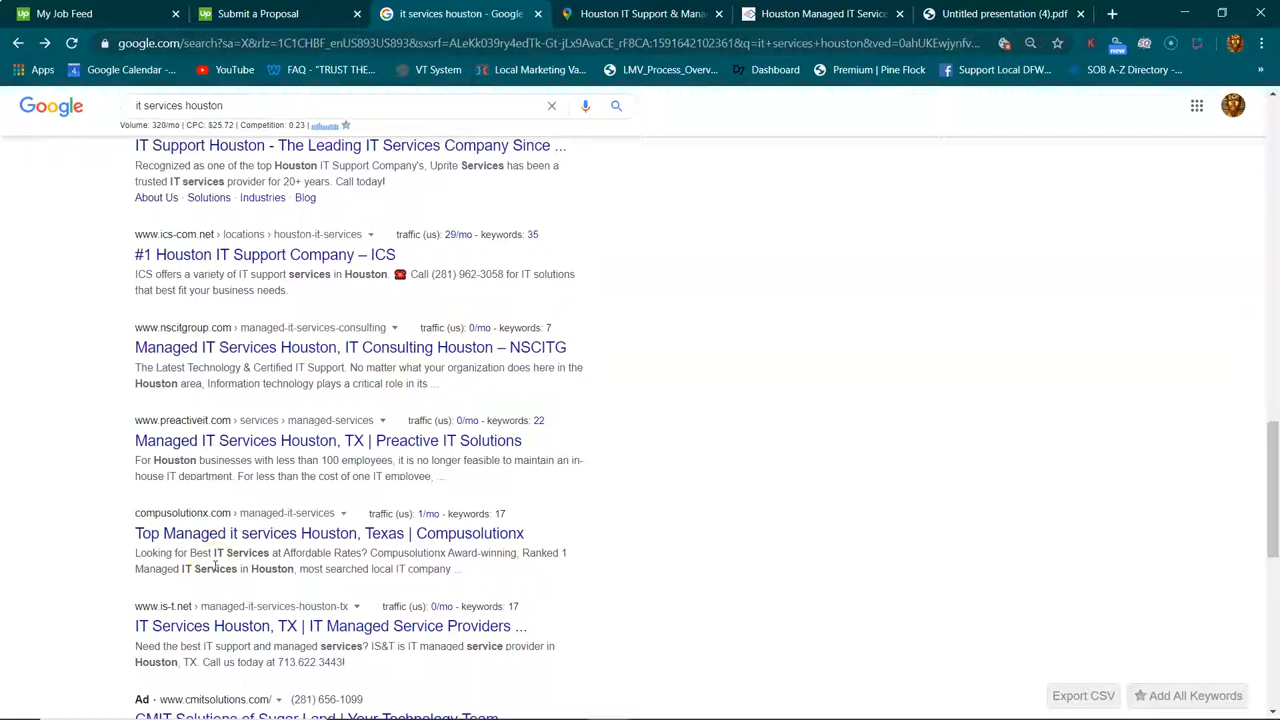 My Job Feed
Submit a Proposal
it services houston - Google
Houston IT Support & Mana
Houston Managed IT Service
Untitled presentation (4).pdf
google.com/search?sa=X&rlz=1C1CHBF_enUS893US893&sxsrf=ALeKk039ry4edTk-Gt-jLx9AvaCE_rF8CA:1591642102361&q=it+services+houston&ved=0ahUKEwjynfv...
new
Apps
Google Calendar -...
YouTube
FAQ - "TRUST THE...
VT System
Local Marketing Va...
LMV_Process_Overv...
Dashboard
Premium | Pine Flock
Support Local DFW...
SOB A-Z Directory -...
»
Google
it services houston
Volume: 320/mo | CPC: $25.72 | Competition: 0.23 |
IT Support Houston - The Leading IT Services Company Since ...
Recognized as one of the top Houston IT Support Company's, Uprite Services has been a
trusted IT services provider for 20+ years. Call today!
About Us · Solutions · Industries · Blog
www.ics-com.net › locations › houston-it-services
traffic (us): 29/mo - keywords: 35
#1 Houston IT Support Company – ICS
ICS offers a variety of IT support services in Houston. ☎ Call (281) 962-3058 for IT solutions
that best fit your business needs.
www.nscitgroup.com › managed-it-services-consulting
traffic (us): 0/mo - keywords: 7
Managed IT Services Houston, IT Consulting Houston – NSCITG
The Latest Technology & Certified IT Support. No matter what your organization does here in the
Houston area, Information technology plays a critical role in its ...
www.preactiveit.com › services › managed-services
traffic (us): 0/mo - keywords: 22
Managed IT Services Houston, TX | Preactive IT Solutions
For Houston businesses with less than 100 employees, it is no longer feasible to maintain an in-
house IT department. For less than the cost of one IT employee, ...
compusolutionx.com › managed-it-services
traffic (us): 1/mo - keywords: 17
Top Managed it services Houston, Texas | Compusolutionx
Looking for Best IT Services at Affordable Rates? Compusolutionx Award-winning, Ranked 1
Managed IT Services in Houston, most searched local IT company ...
www.is-t.net › managed-it-services-houston-tx
traffic (us): 0/mo - keywords: 17
IT Services Houston, TX | IT Managed Service Providers ...
Need the best IT support and managed services? IS&T is IT managed service provider in
Houston, TX. Call us today at 713.622.3443!
Ad · www.cmitsolutions.com/
(281) 656-1099
CMIT Solutions of Sugar Land | Your Technology Team
Export CSV
Add All Keywords